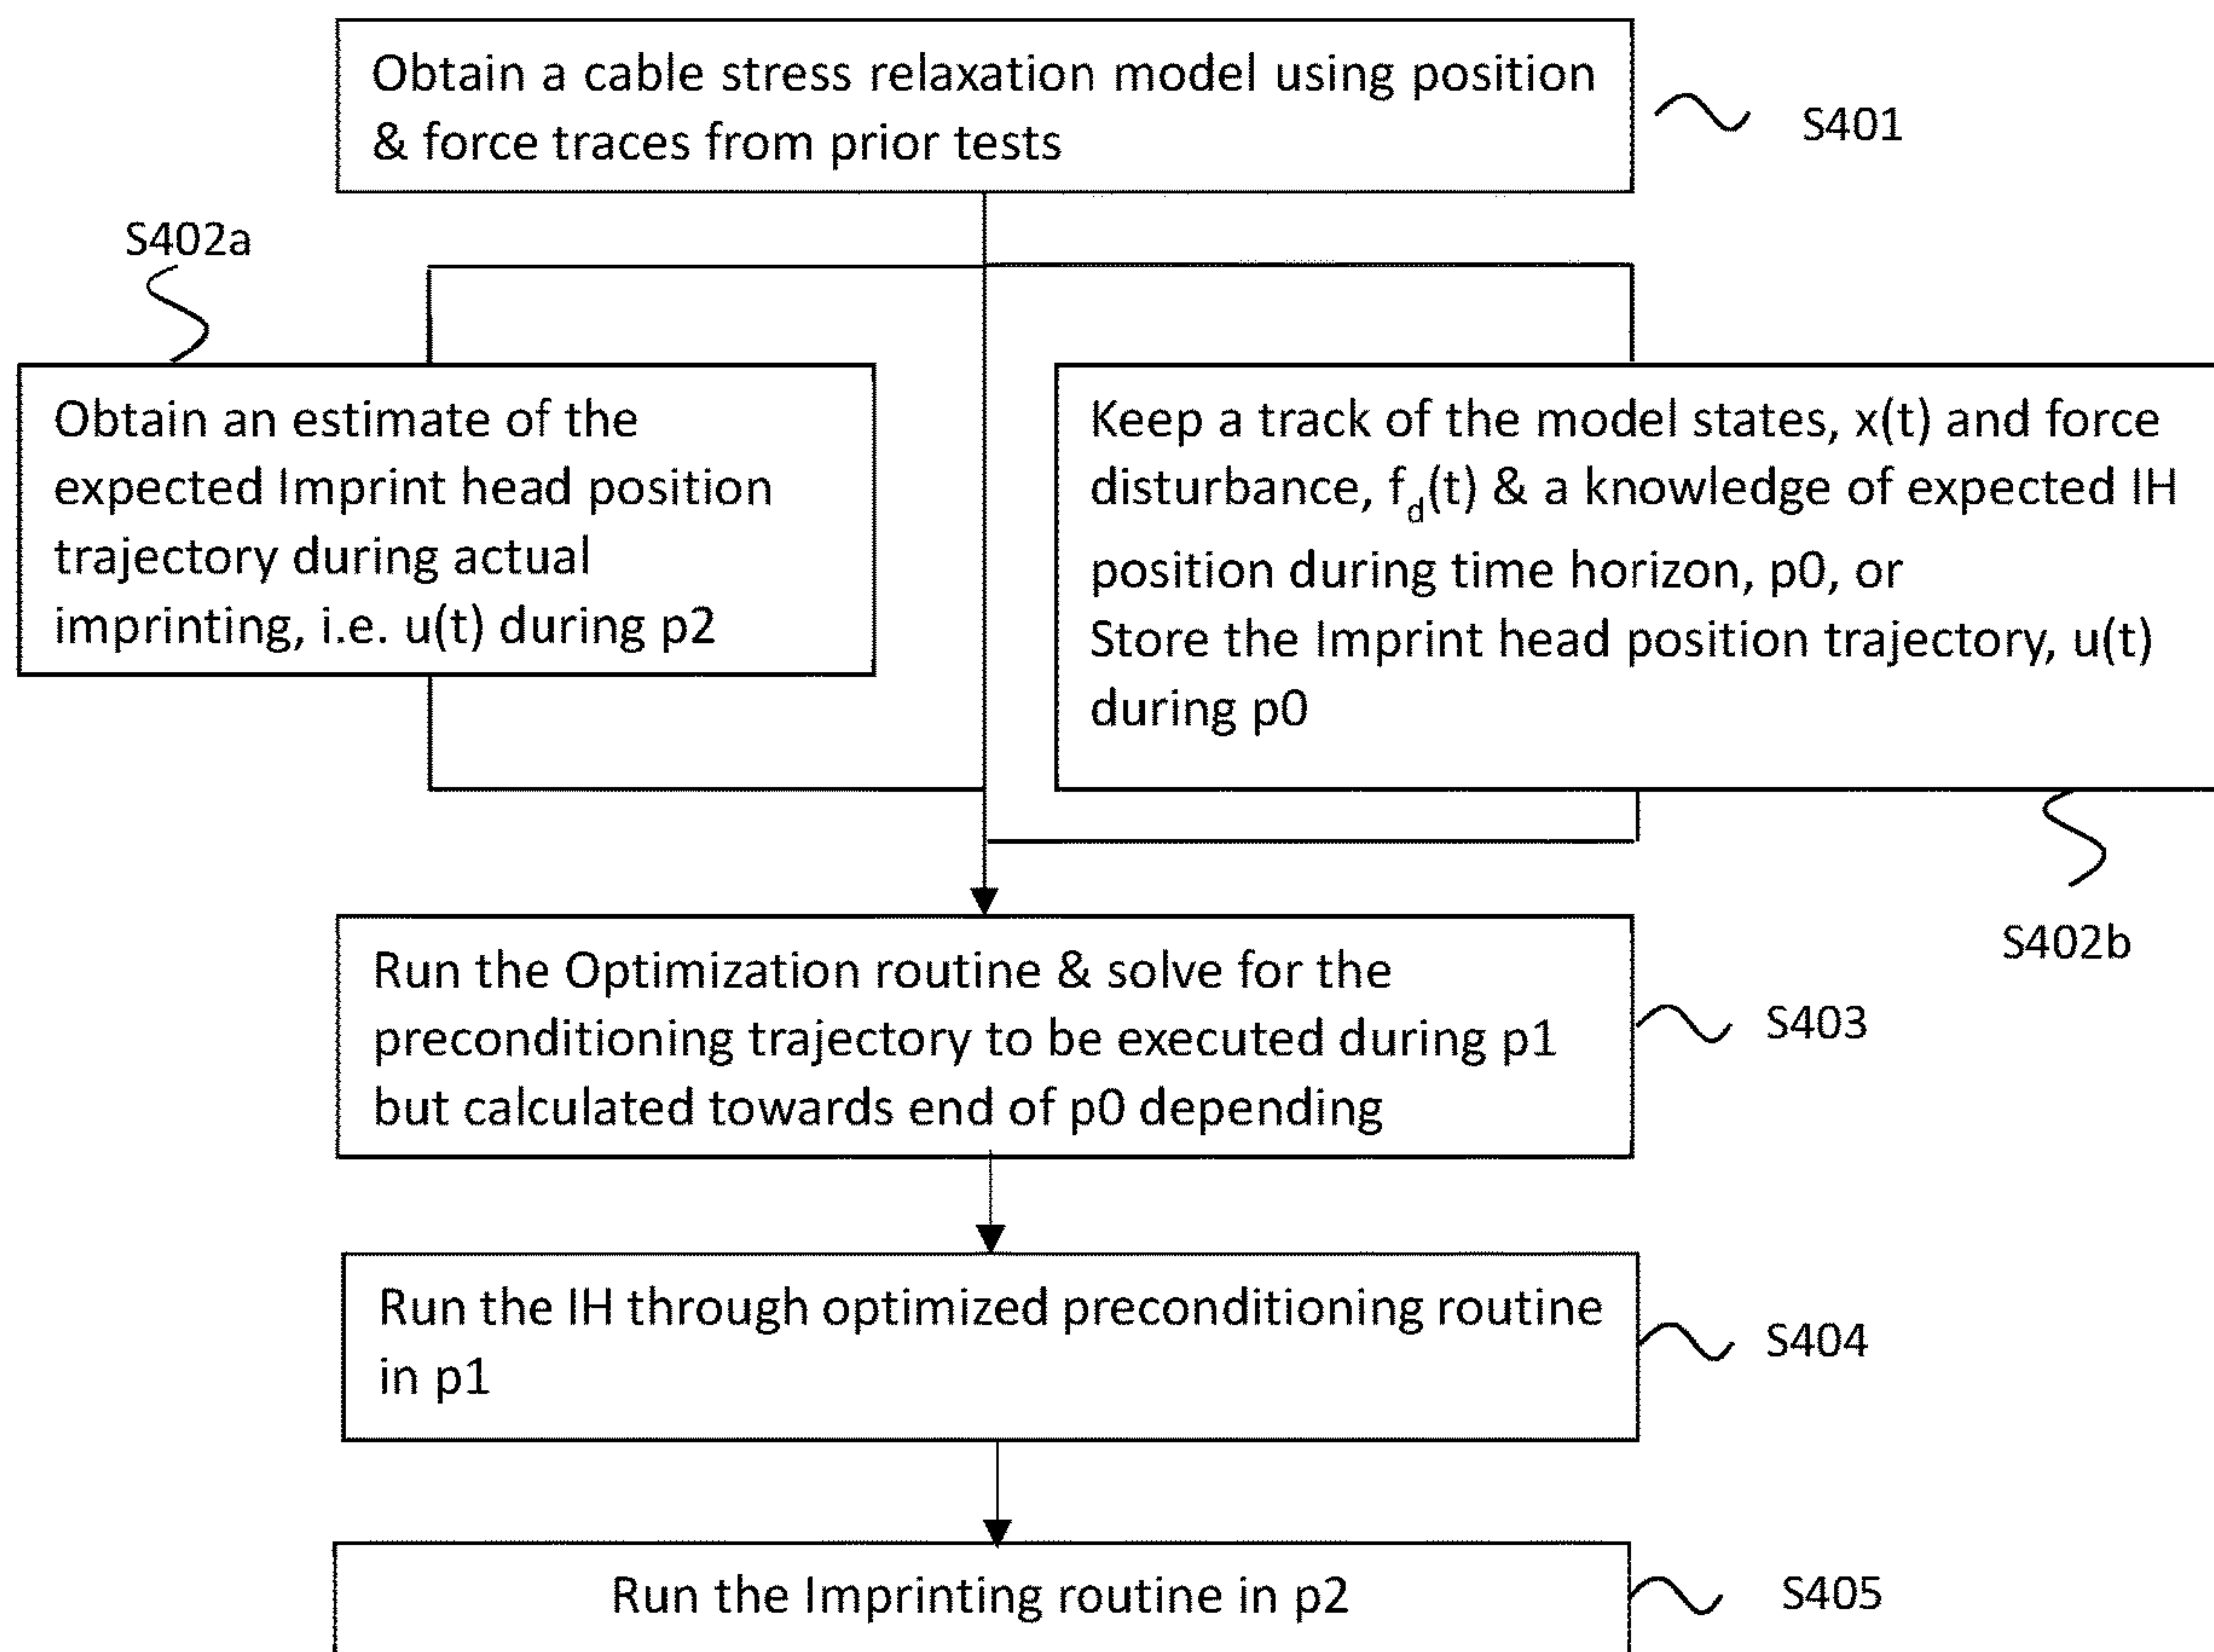 Obtain a cable stress relaxation model using position
& force traces from prior tests
S401
S402a
Obtain an estimate of the
expected Imprint head position
trajectory during actual
imprinting, i.e. u(t) during p2
Keep a track of the model states, x(t) and force
disturbance, f_d(t) & a knowledge of expected IH
position during time horizon, p0, or
Store the Imprint head position trajectory, u(t)
during p0
S402b
Run the Optimization routine & solve for the
preconditioning trajectory to be executed during p1
but calculated towards end of p0 depending
S403
Run the IH through optimized preconditioning routine
in p1
S404
Run the Imprinting routine in p2
S405